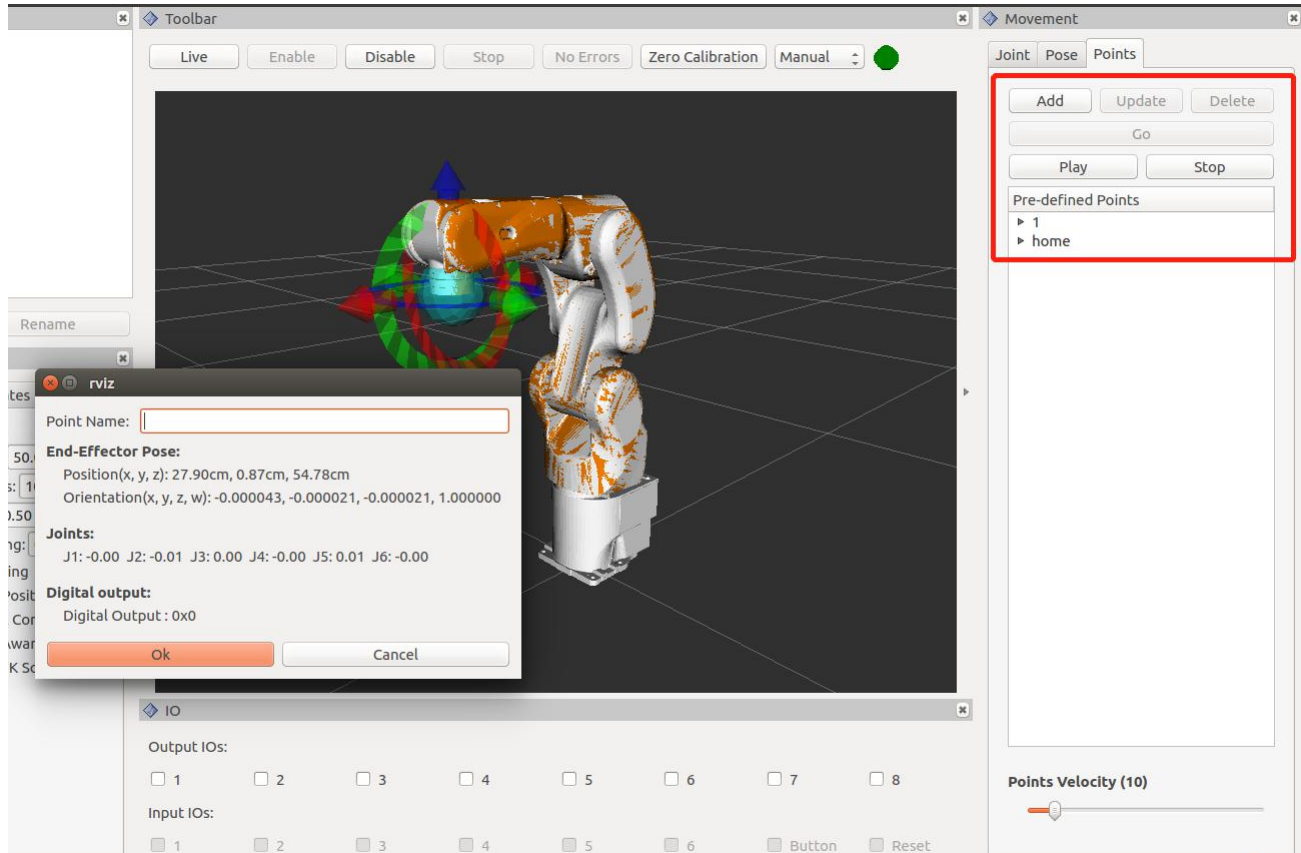 Toolbar
Movement
Live Enable Disable Stop No Errors Zero Calibration Manual
Joint Pose Points
Add Update Delete
Go
Play Stop
Pre-defined Points
1
home
Rename
rviz
Point Name:
End-Effector Pose:
Position(x, y, z): 27.90cm, 0.87cm, 54.78cm
Orientation(x, y, z, w): -0.000043, -0.000021, -0.000021, 1.000000
Joints:
J1: -0.00 J2: -0.01 J3: 0.00 J4: -0.00 J5: 0.01 J6: -0.00
Digital output:
Digital Output : 0x0
Ok Cancel
IO
Output IOs:
1 2 3 4 5 6 7 8
Input IOs:
1 2 3 4 5 6 Button Reset
Points Velocity (10)